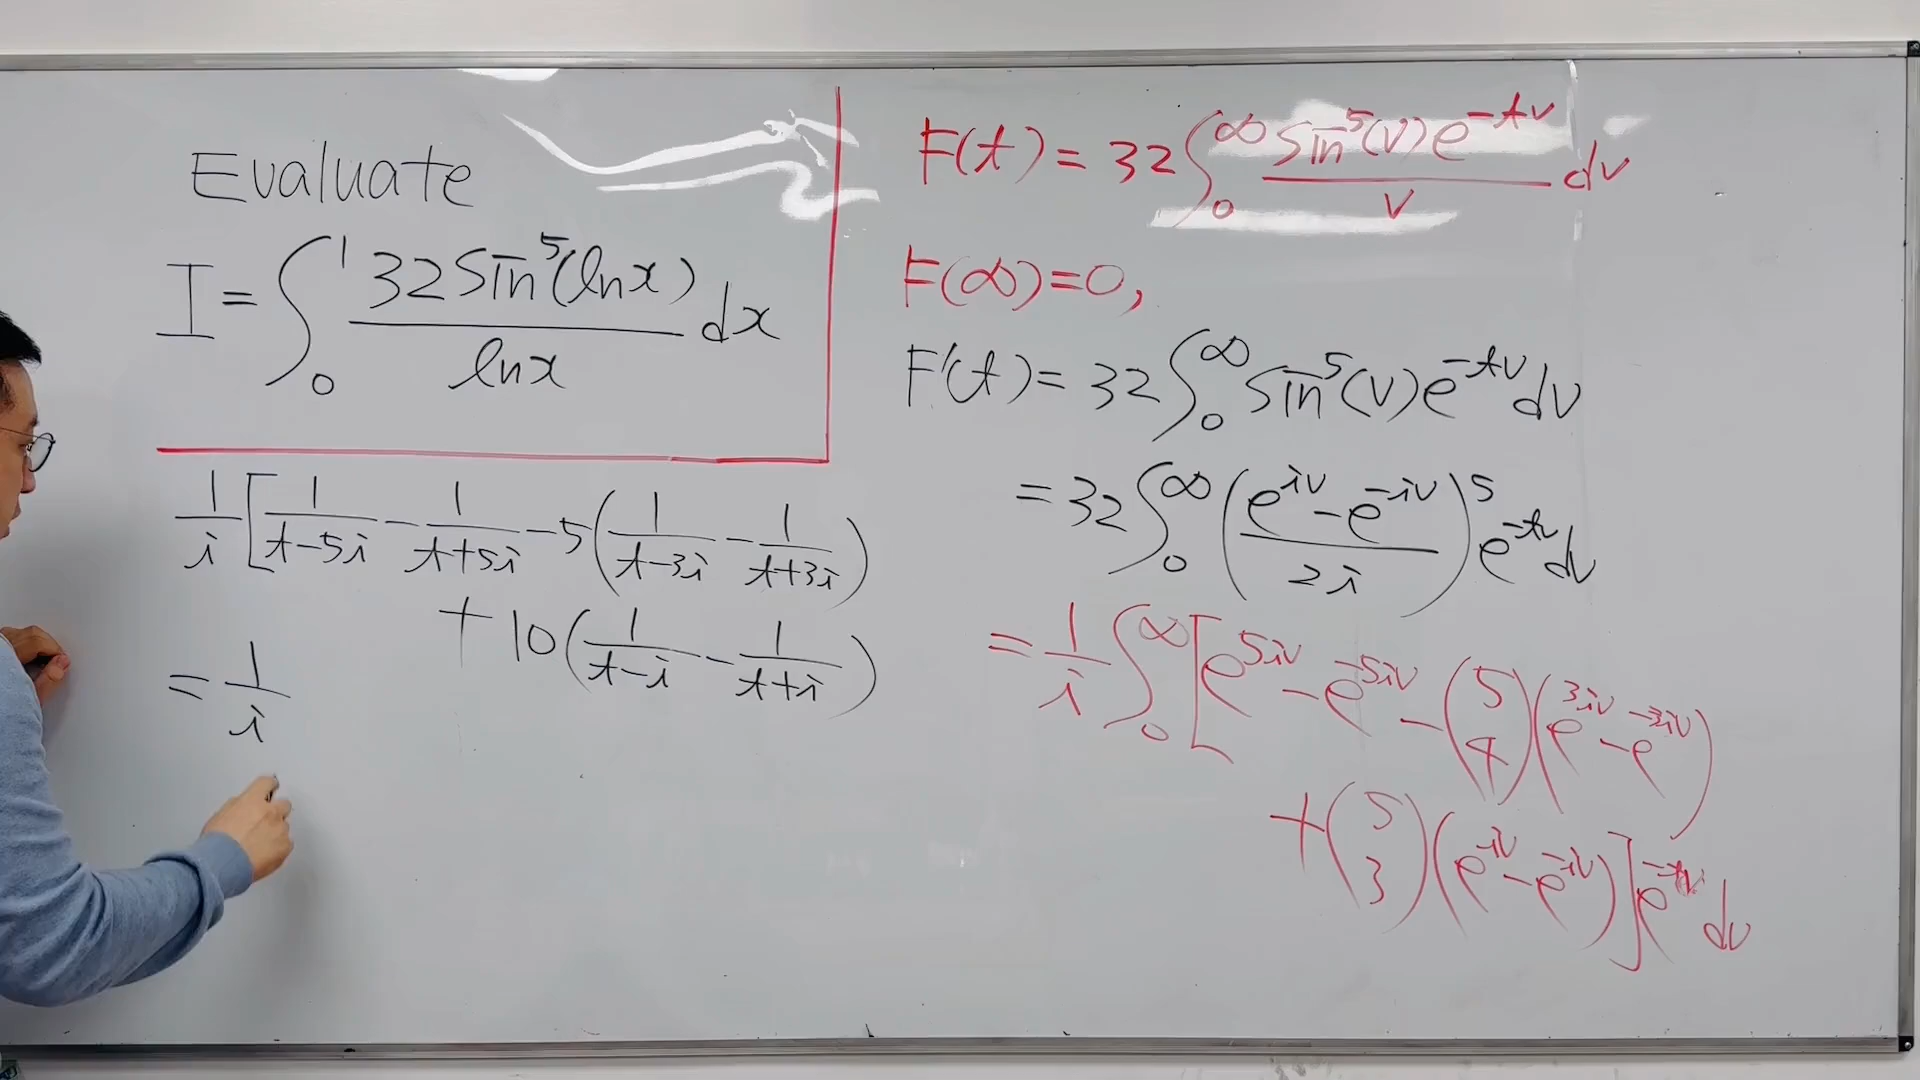 Evaluate
I = ∫₀¹ 32 sin⁵(ln x) / ln x dx
1/i [ 1/(t-5i) - 1/(t+5i) - 5( 1/(t-3i) - 1/(t+3i) )
+ 10( 1/(t-i) - 1/(t+i) )
= 1/i
F(t) = 32 ∫₀^∞ sin⁵(v) e^{-tv} / v dv
F(∞) = 0,
F'(t) = 32 ∫₀^∞ sin⁵(v) e^{-tv} dv
= 32 ∫₀^∞ ( (e^{iv} - e^{-iv}) / 2i )⁵ e^{-tv} dv
= 1/i ∫₀^∞ [ e^{5iv} - e^{-5iv} - (5 4)( e^{3iv} - e^{-3iv} )
+ (5 3)( e^{iv} - e^{-iv} ) ] e^{-tv} dv